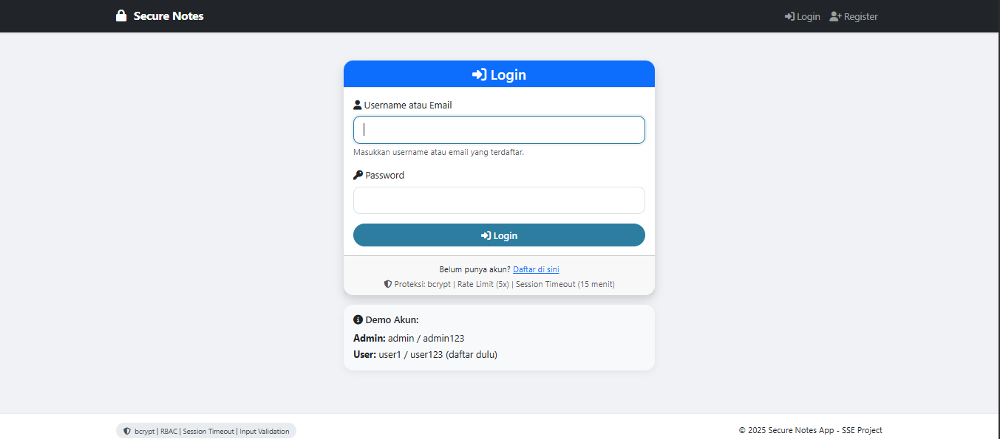 Secure Notes
Login
Register
Login
Username atau Email
Masukkan username atau email yang terdaftar.
Password
Login
Belum punya akun? Daftar di sini
Proteksi: bcrypt | Rate Limit (5x) | Session Timeout (15 menit)
Demo Akun:
Admin: admin / admin123
User: user1 / user123 (daftar dulu)
bcrypt | RBAC | Session Timeout | Input Validation
© 2025 Secure Notes App - SSE Project